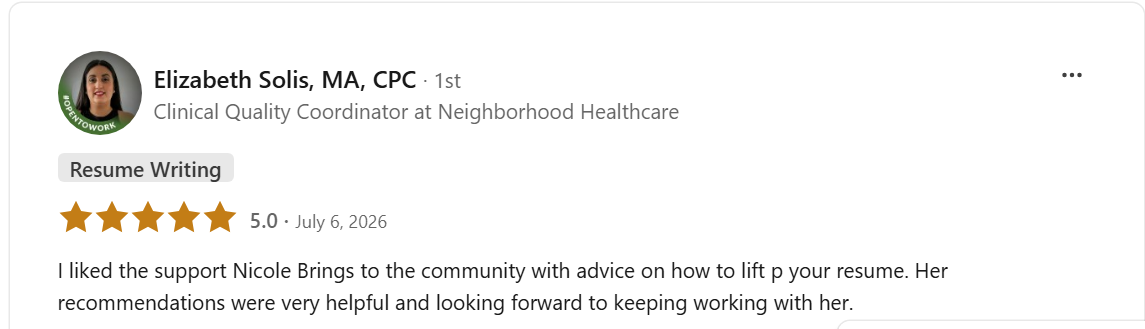 Elizabeth Solis, MA, CPC · 1st
Clinical Quality Coordinator at Neighborhood Healthcare
#OPENTOWORK
Resume Writing
5.0 · July 6, 2026
I liked the support Nicole Brings to the community with advice on how to lift p your resume. Her
recommendations were very helpful and looking forward to keeping working with her.